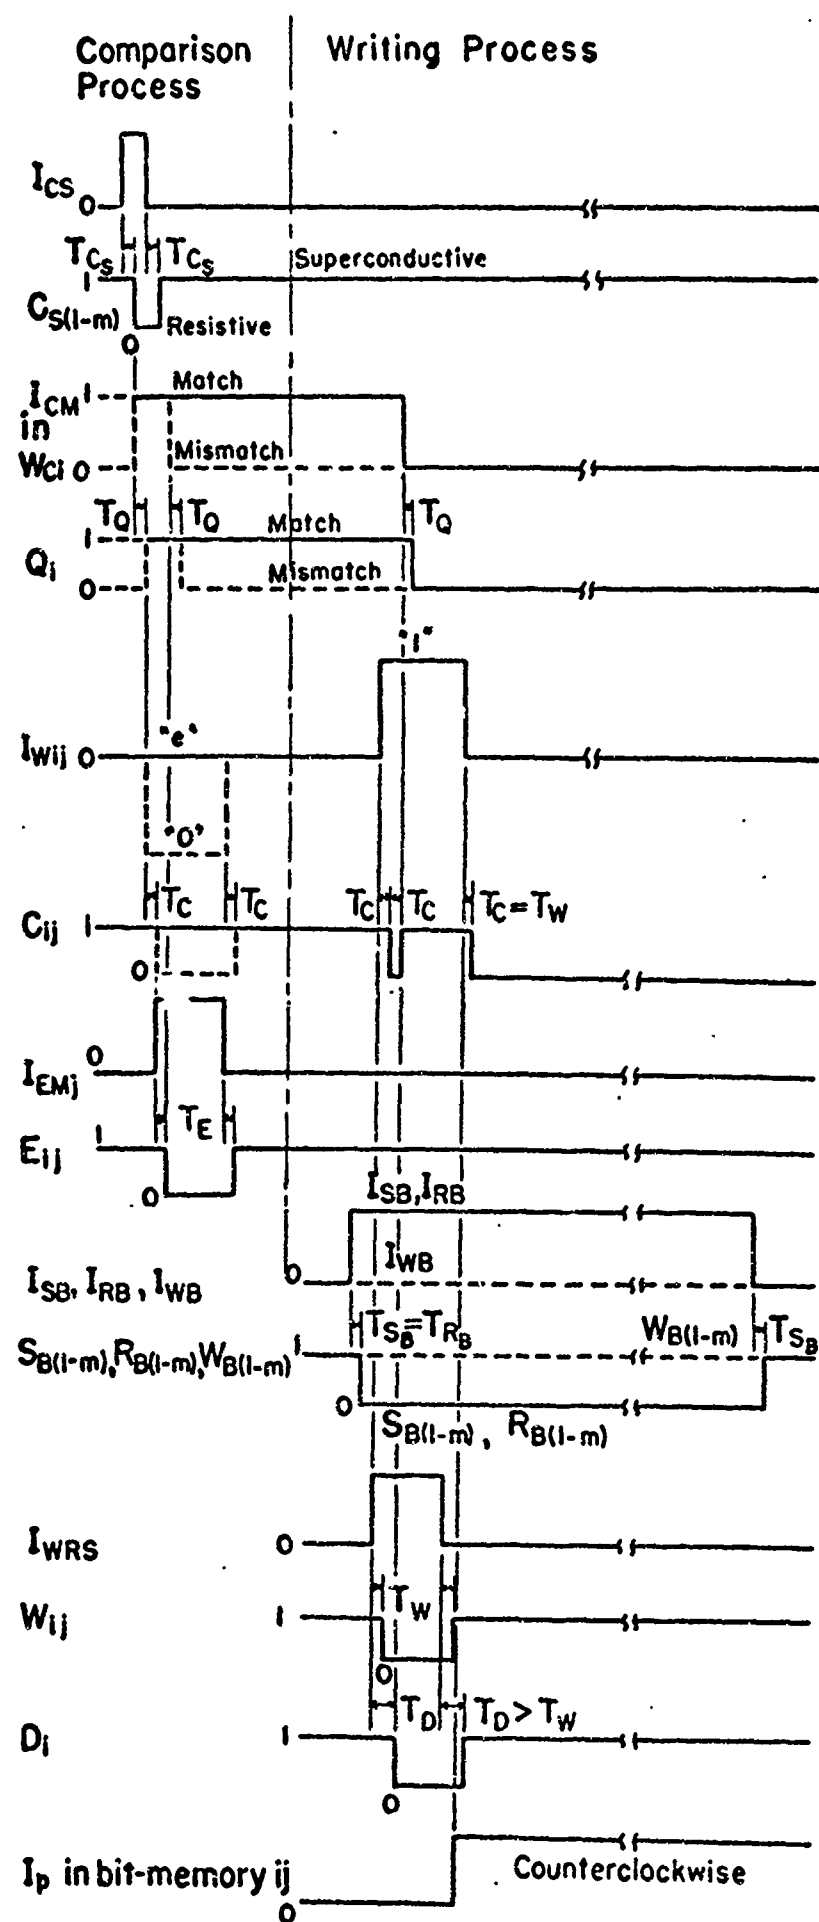 Comparison Process
Writing Process
I_CS 0
T_CS T_CS
Superconductive
1
C_S(1-m)
Resistive
0
I_CM 1
Match
in
W_Ci 0
Mismatch
T_Q T_Q T_Q
1
Match
Q_i
0
Mismatch
"1"
"e"
I_Wij 0
"0"
T_C T_C T_C T_C T_C = T_W
C_ij 1
0
0
I_EMj
T_E
1
E_ij
0
I_SB, I_RB
I_WB
I_SB, I_RB, I_WB 0
T_SB = T_RB W_B(1-m) T_SB
S_B(1-m), R_B(1-m), W_B(1-m) 1
0
S_B(1-m), R_B(1-m)
I_WRS 0
T_W
W_ij 1
0
T_D T_D > T_W
D_i 1
0
I_p in bit-memory ij
Counterclockwise
0